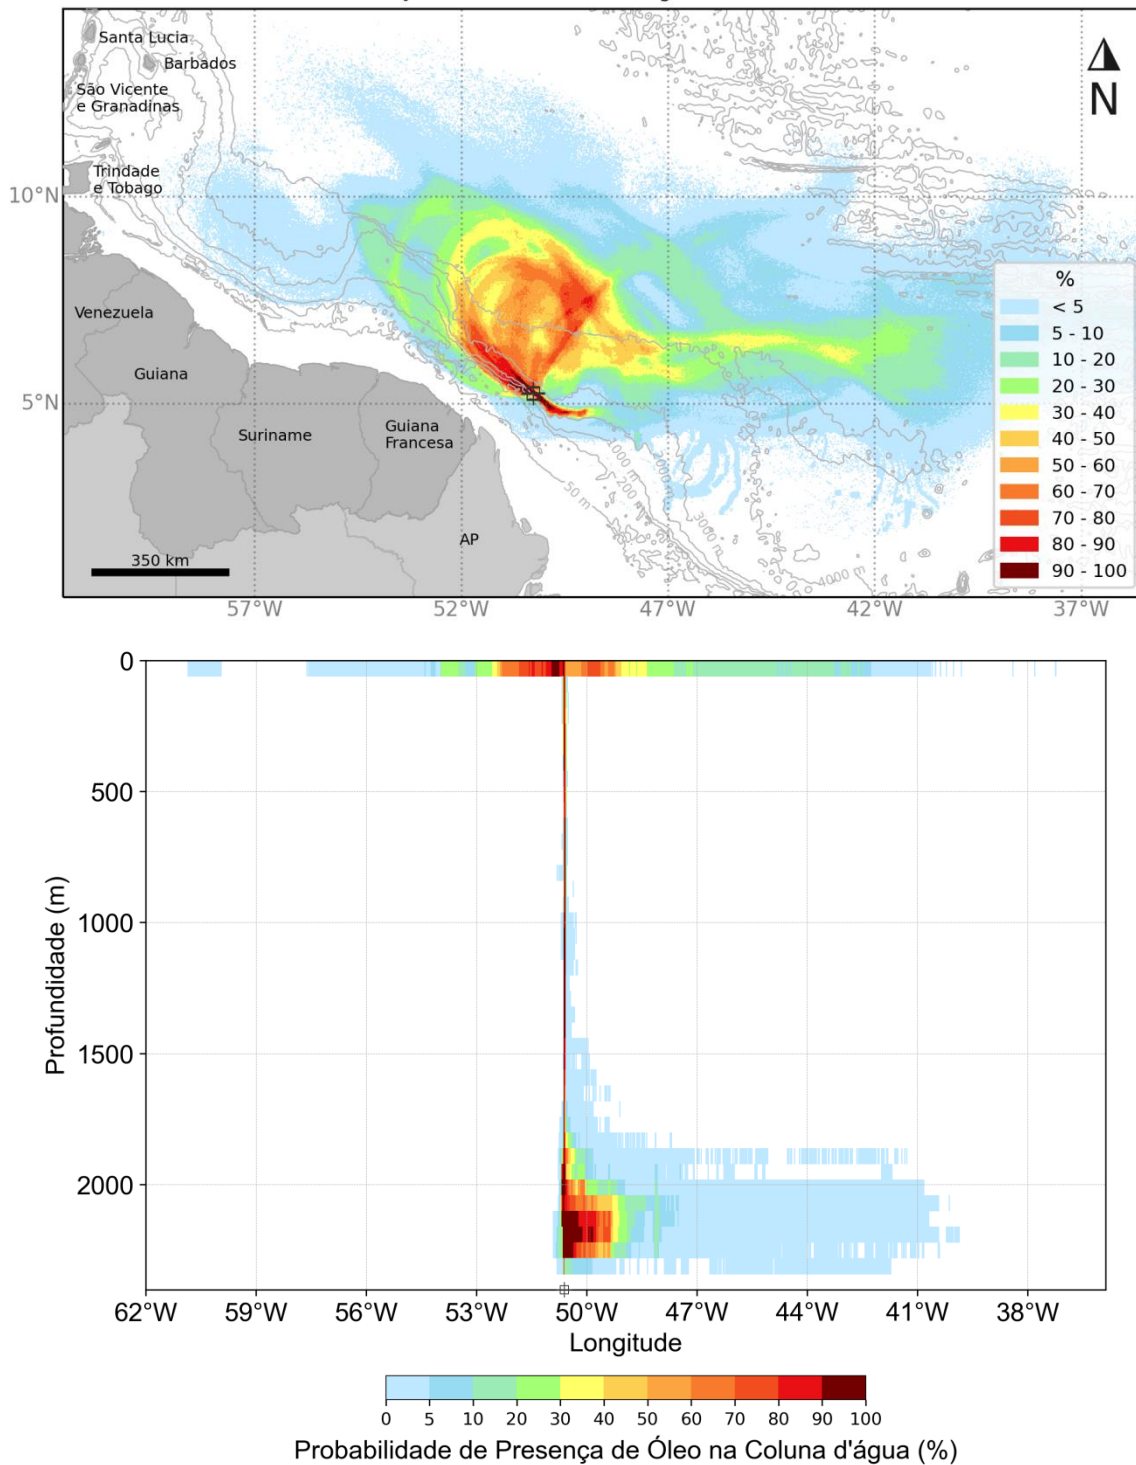 Santa Lucia
Barbados
São Vicente
e Granadinas
Trindade
e Tobago
N
10°N
5°N
Venezuela
Guiana
Suriname
Guiana
Francesa
AP
50 m
200
3000 m
4000 m
350 km
57°W
52°W
47°W
42°W
37°W
%
< 5
5 - 10
10 - 20
20 - 30
30 - 40
40 - 50
50 - 60
60 - 70
70 - 80
80 - 90
90 - 100
0
500
1000
1500
2000
Profundidade (m)
62°W
59°W
56°W
53°W
50°W
47°W
44°W
41°W
38°W
Longitude
0 5 10 20 30 40 50 60 70 80 90 100
Probabilidade de Presença de Óleo na Coluna d'água (%)